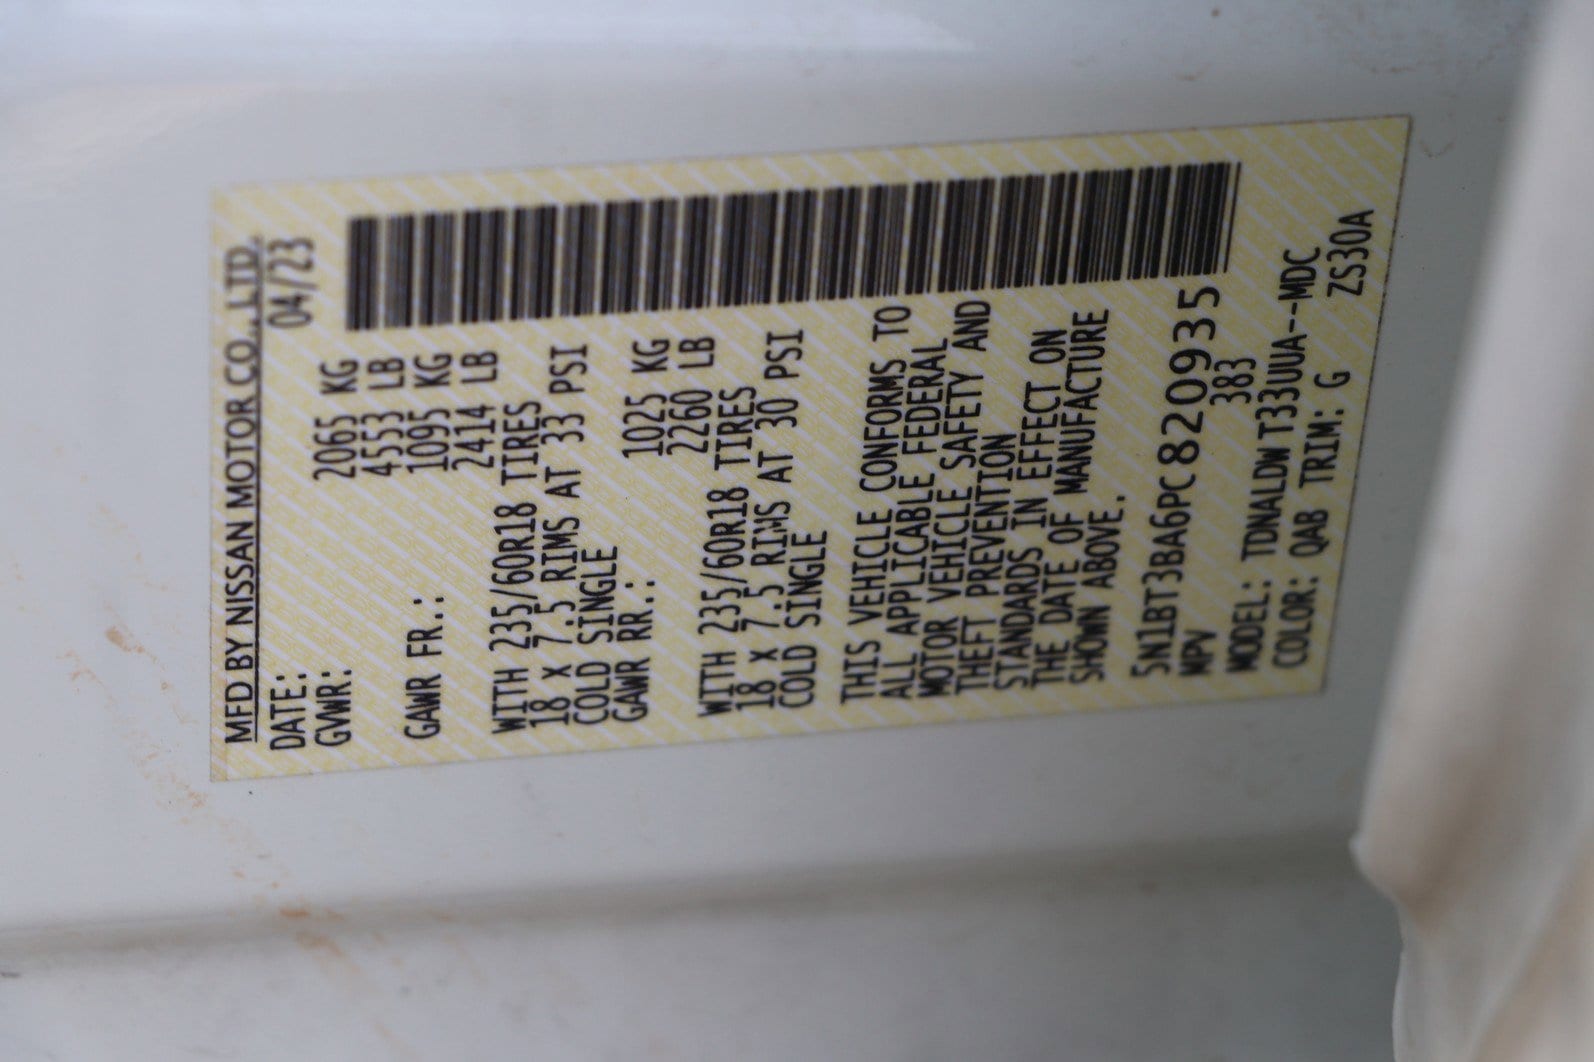 MFD BY NISSAN MOTOR CO., LTD.
DATE: 04/23
GVWR: 2065 KG
4553 LB
GAWR FR.: 1095 KG
2414 LB
WITH 235/60R18 TIRES
18 X 7.5 RIMS AT 33 PSI
COLD SINGLE
GAWR RR.: 1025 KG
2260 LB
WITH 235/60R18 TIRES
18 X 7.5 RIMS AT 30 PSI
COLD SINGLE
THIS VEHICLE CONFORMS TO
ALL APPLICABLE FEDERAL
MOTOR VEHICLE SAFETY AND
THEFT PREVENTION
STANDARDS IN EFFECT ON
THE DATE OF MANUFACTURE
SHOWN ABOVE.
5N1BT3BA6PC820935
MPV 383
MODEL: TDNALDW T33UUA--MDC
COLOR: QAB TRIM: G ZS30A